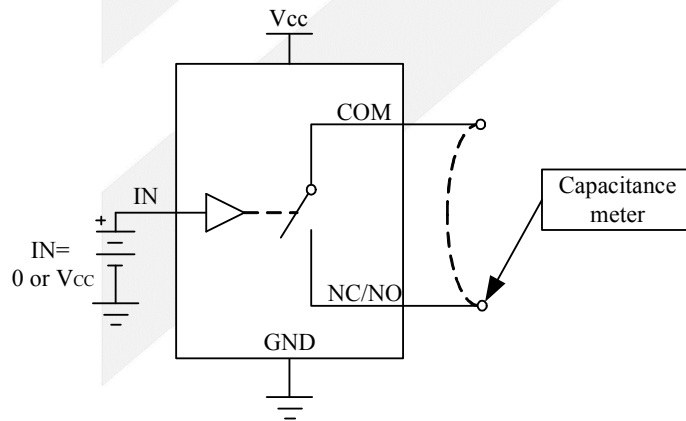 Vcc
COM
IN
+
IN=
0 or VCC
Capacitance
meter
NC/NO
GND